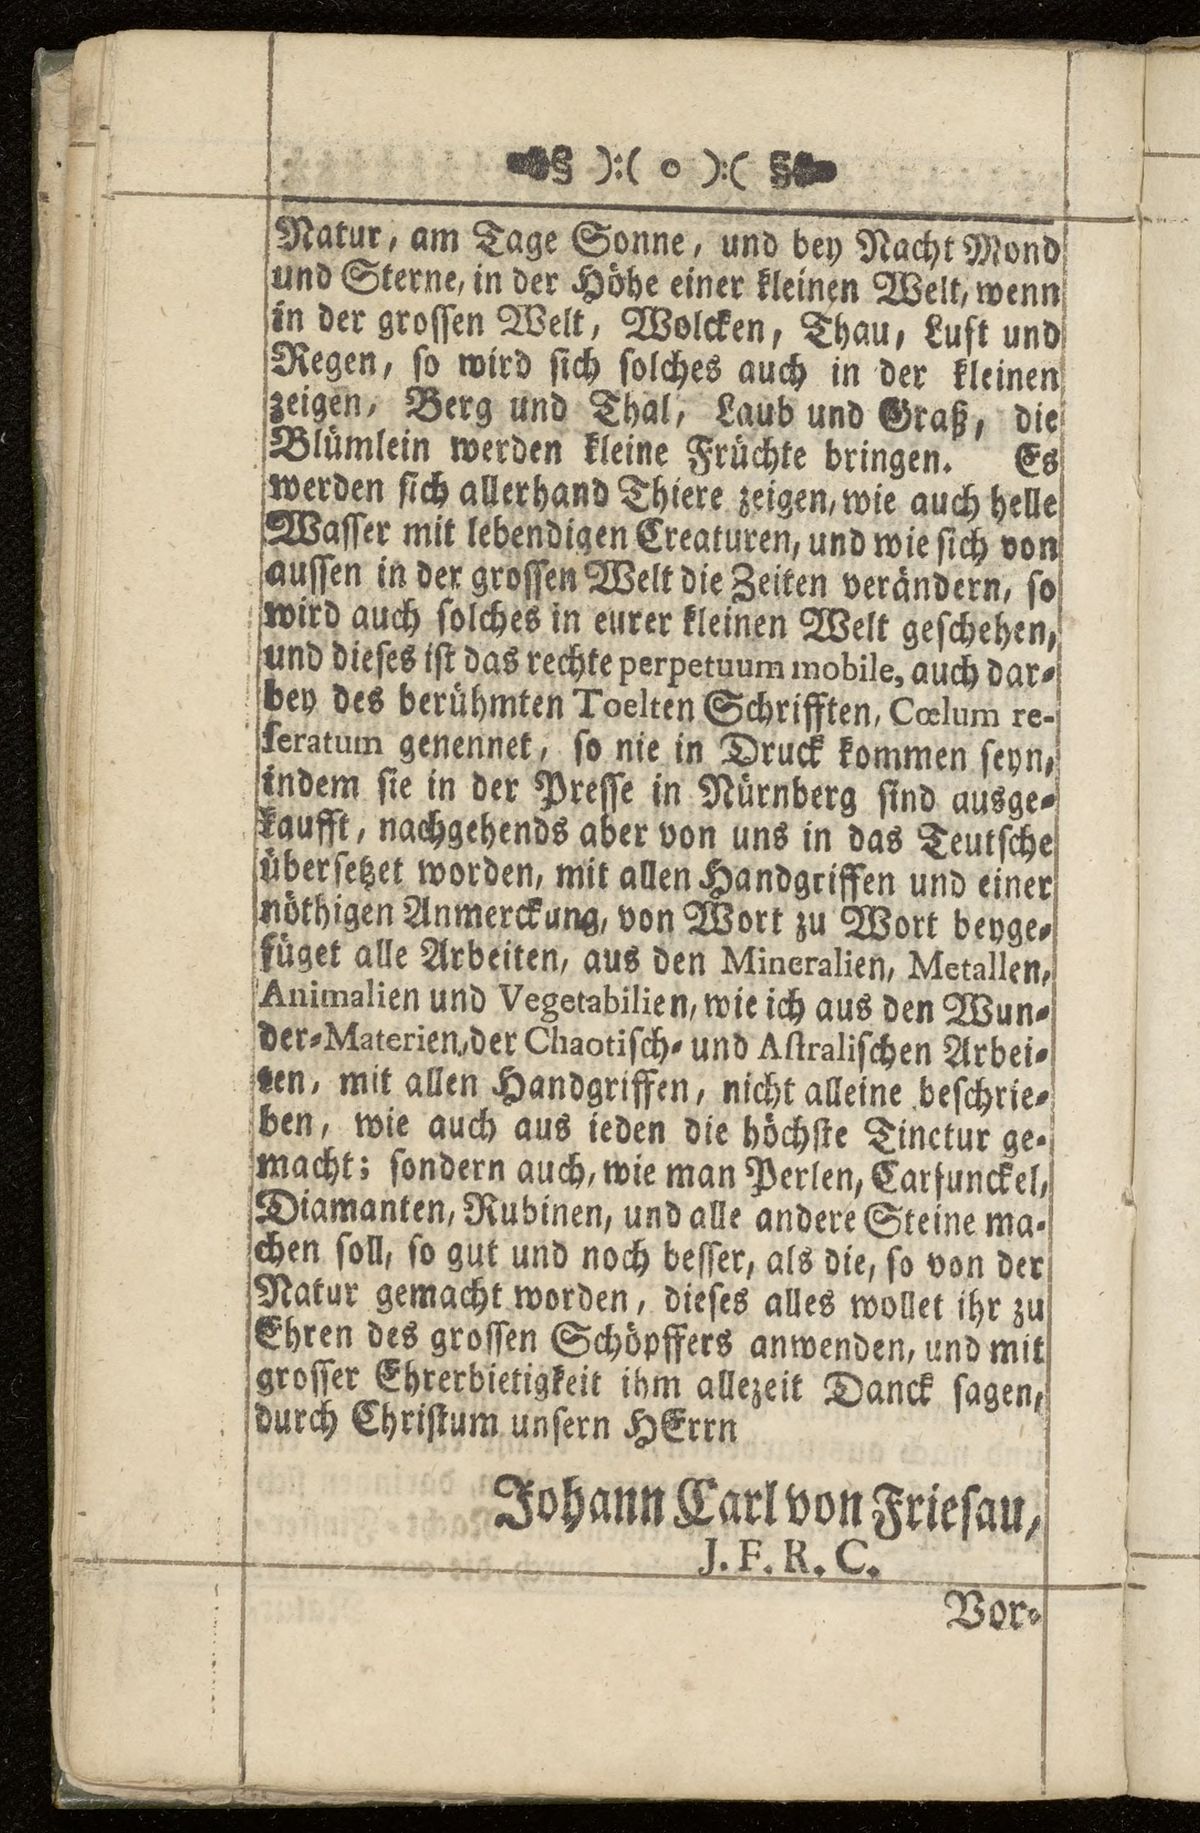 § ):( o ):( §
Natur, am Tage Sonne, und bey Nacht Mond
und Sterne, in der Höhe einer kleinen Welt, wenn
in der grossen Welt, Wolcken, Thau, Luft und
Regen, so wird sich solches auch in der kleinen
zeigen, Berg und Thal, Laub und Graß, die
Blümlein werden kleine Früchte bringen. Es
werden sich allerhand Thiere zeigen, wie auch helle
Wasser mit lebendigen Creaturen, und wie sich von
aussen in der grossen Welt die Zeiten verändern, so
wird auch solches in eurer kleinen Welt geschehen,
und dieses ist das rechte perpetuum mobile, auch dar-
bey des berühmten Toelten Schrifften, Cœlum re-
seratum genennet, so nie in Druck kommen seyn,
indem sie in der Presse in Nürnberg sind ausge-
kaufft, nachgehends aber von uns in das Teutsche
übersetzet worden, mit allen Handgriffen und einer
nöthigen Anmerckung, von Wort zu Wort beyge-
füget alle Arbeiten, aus den Mineralien, Metallen,
Animalien und Vegetabilien, wie ich aus den Wun-
der-Materien, der Chaotisch- und Astralischen Arbei-
ten, mit allen Handgriffen, nicht alleine beschrie-
ben, wie auch aus ieden die höchste Tinctur ge-
macht; sondern auch, wie man Perlen, Carfunckel,
Diamanten, Rubinen, und alle andere Steine ma-
chen soll, so gut und noch besser, als die, so von der
Natur gemacht worden, dieses alles wollet ihr zu
Ehren des grossen Schöpffers anwenden, und mit
grosser Ehrerbietigkeit ihm allezeit Danck sagen,
durch Christum unsern HErrn
Johann Carl von Friesau,
J. F. R. C.
Vor-